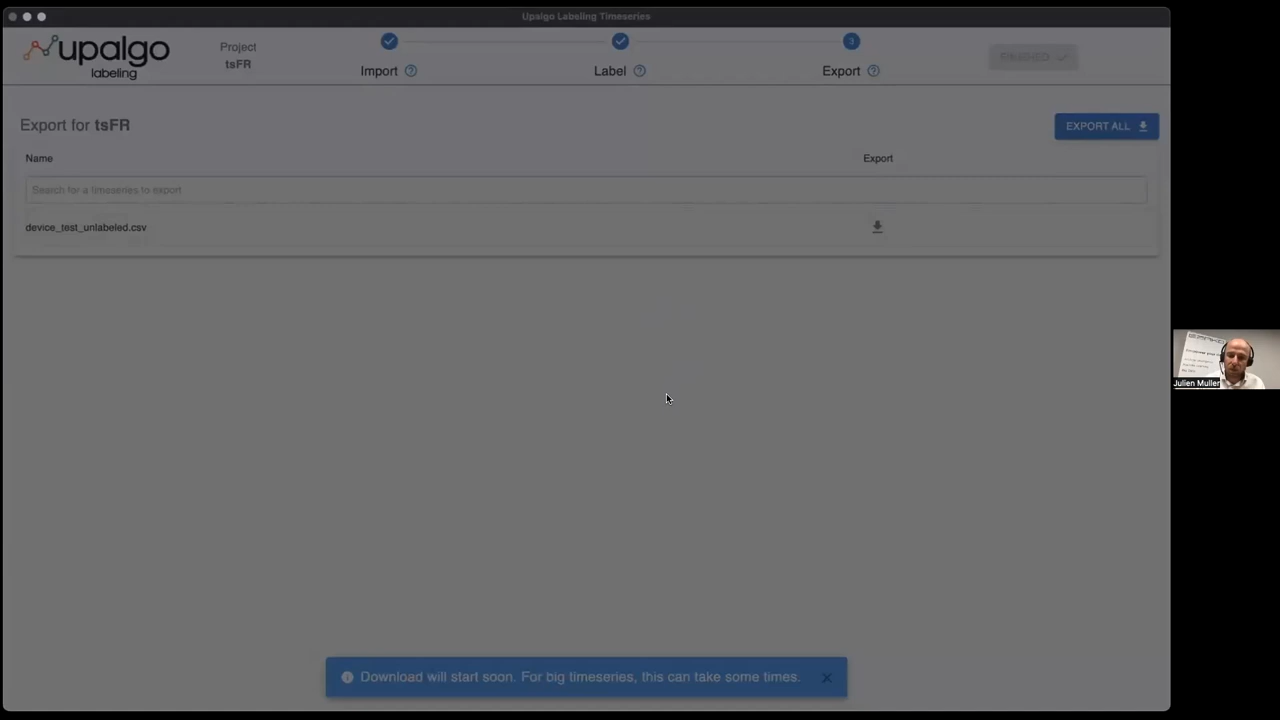 Upalgo Labeling Timeseries
upalgo
labeling
Project
tsFR
Import
Label
3
Export
FINISHED
Export for tsFR
EXPORT ALL
Name
Export
Search for a timeseries to export
device_test_unlabeled.csv
Julien Muller
Download will start soon. For big timeseries, this can take some times.